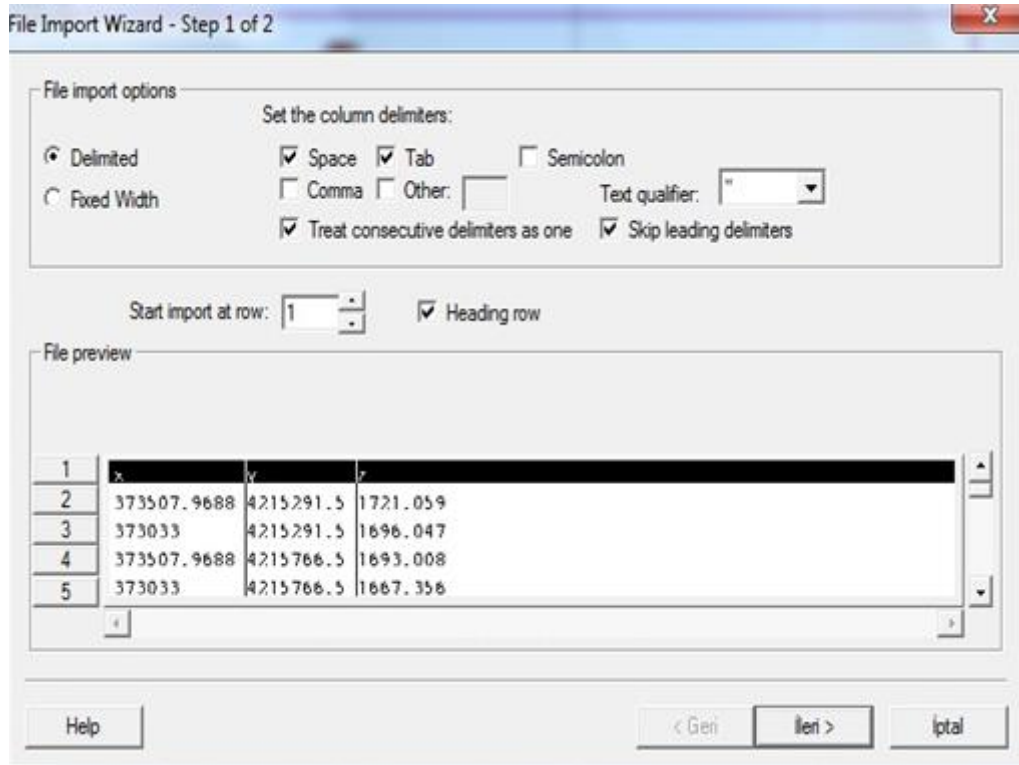 File Import Wizard - Step 1 of 2
X
File import options
Set the column delimiters:
Delimited
Space Tab Semicolon
Fixed Width
Comma Other: Text qualifier: "
Treat consecutive delimiters as one Skip leading delimiters
Start import at row: 1 Heading row
File preview
1 x y z
2 373507.9688 4215291.5 1721.059
3 373033 4215291.5 1696.047
4 373507.9688 4215766.5 1693.008
5 373033 4215766.5 1667.356
Help < Geri İleri > İptal